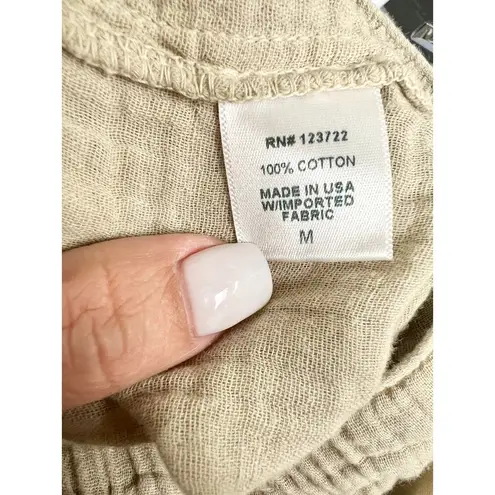 RN# 123722
100% COTTON
MADE IN USA
W/IMPORTED
FABRIC
M